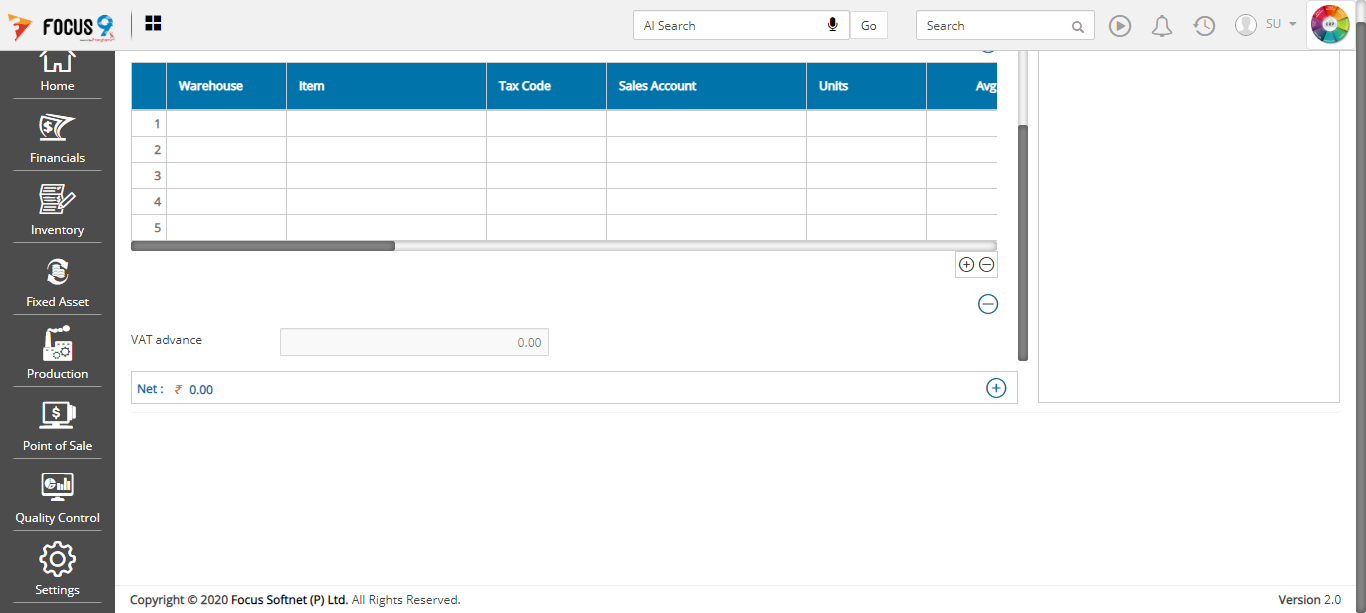 FOCUS 9
AI Search
Go
Search
SU
Home
Financials
Inventory
Fixed Asset
Production
Point of Sale
Quality Control
Settings
Warehouse Item Tax Code Sales Account Units Avg
1
2
3
4
5
VAT advance 0.00
Net : ₹ 0.00
Copyright © 2020 Focus Softnet (P) Ltd. All Rights Reserved.
Version 2.0